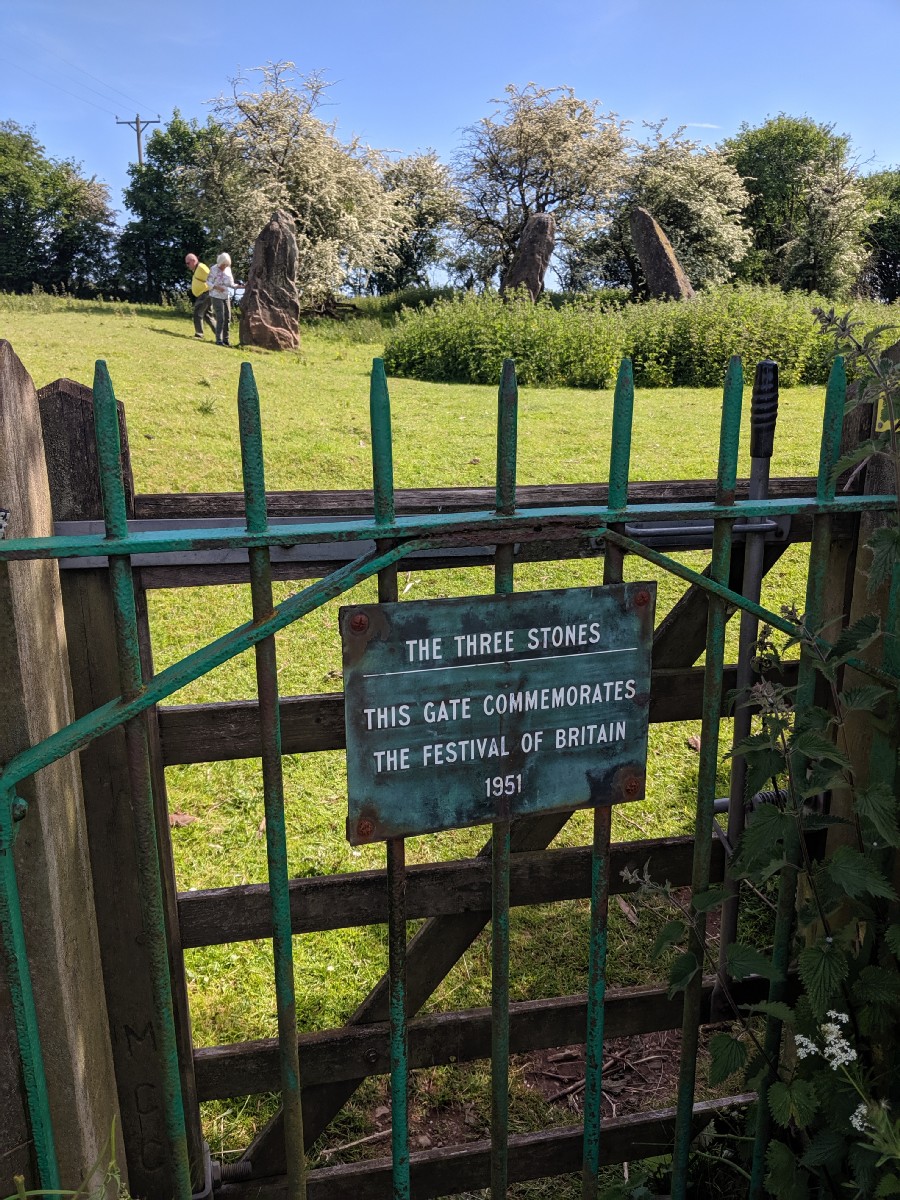 THE THREE STONES
THIS GATE COMMEMORATES
THE FESTIVAL OF BRITAIN
1951